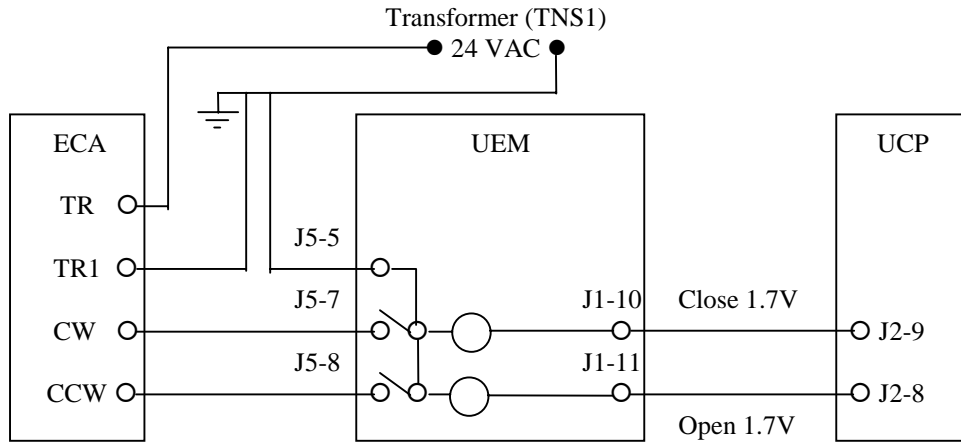 Transformer (TNS1)
24 VAC
ECA
UEM
UCP
TR
J5-5
TR1
J5-7
J1-10
Close 1.7V
CW
J2-9
J5-8
J1-11
CCW
J2-8
Open 1.7V